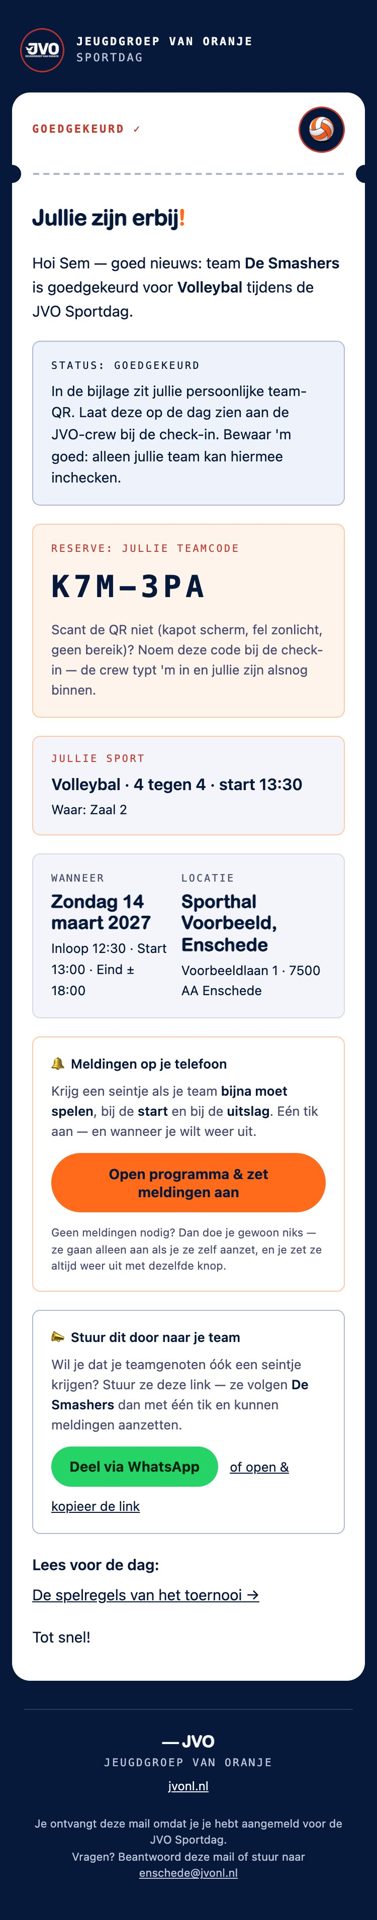 JVO
JEUGDGROEP VAN ORANJE
SPORTDAG
GOEDGEKEURD ✓
Jullie zijn erbij!
Hoi Sem — goed nieuws: team De Smashers
is goedgekeurd voor Volleybal tijdens de
JVO Sportdag.
STATUS: GOEDGEKEURD
In de bijlage zit jullie persoonlijke team-
QR. Laat deze op de dag zien aan de
JVO-crew bij de check-in. Bewaar 'm
goed: alleen jullie team kan hiermee
inchecken.
RESERVE: JULLIE TEAMCODE
K7M-3PA
Scant de QR niet (kapot scherm, fel zonlicht,
geen bereik)? Noem deze code bij de check-
in — de crew typt 'm in en jullie zijn alsnog
binnen.
JULLIE SPORT
Volleybal · 4 tegen 4 · start 13:30
Waar: Zaal 2
WANNEER
Zondag 14
maart 2027
Inloop 12:30 · Start
13:00 · Eind ±
18:00
LOCATIE
Sporthal
Voorbeeld,
Enschede
Voorbeeldlaan 1 · 7500
AA Enschede
Meldingen op je telefoon
Krijg een seintje als je team bijna moet
spelen, bij de start en bij de uitslag. Eén tik
aan — en wanneer je wilt weer uit.
Open programma & zet
meldingen aan
Geen meldingen nodig? Dan doe je gewoon niks —
ze gaan alleen aan als je ze zelf aanzet, en je zet ze
altijd weer uit met dezelfde knop.
Stuur dit door naar je team
Wil je dat je teamgenoten óók een seintje
krijgen? Stuur ze deze link — ze volgen De
Smashers dan met één tik en kunnen
meldingen aanzetten.
Deel via WhatsApp of open &
kopieer de link
Lees voor de dag:
De spelregels van het toernooi →
Tot snel!
— JVO
JEUGDGROEP VAN ORANJE
jvonl.nl
Je ontvangt deze mail omdat je je hebt aangemeld voor de
JVO Sportdag.
Vragen? Beantwoord deze mail of stuur naar
enschede@jvonl.nl